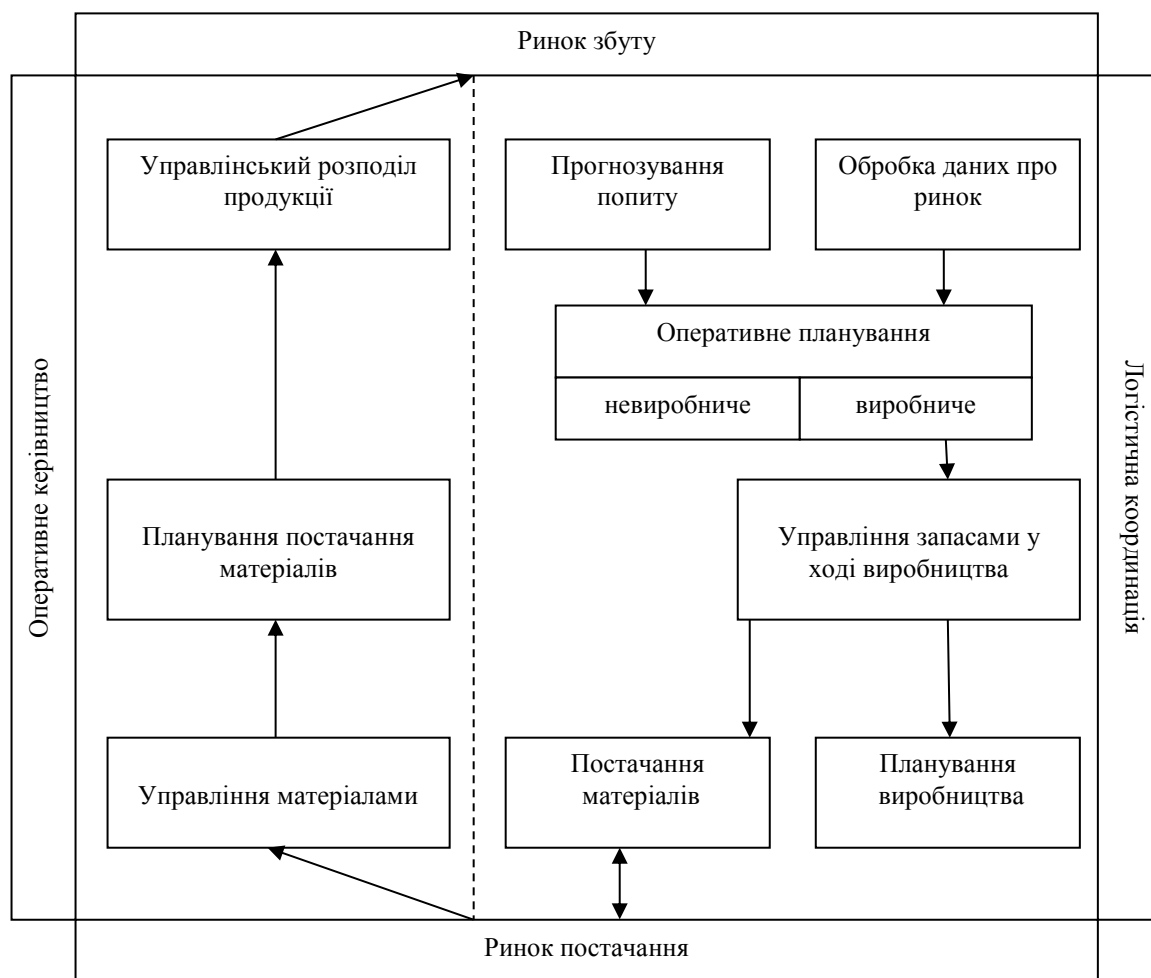 Ринок збуту
Оперативне керівництво
Управлінський розподіл
продукції
Прогнозування
попиту
Обробка даних про
ринок
Оперативне планування
невиробниче
виробниче
Планування постачання
матеріалів
Управління запасами у
ході виробництва
Управління матеріалами
Постачання
матеріалів
Планування
виробництва
Логістична координація
Ринок постачання